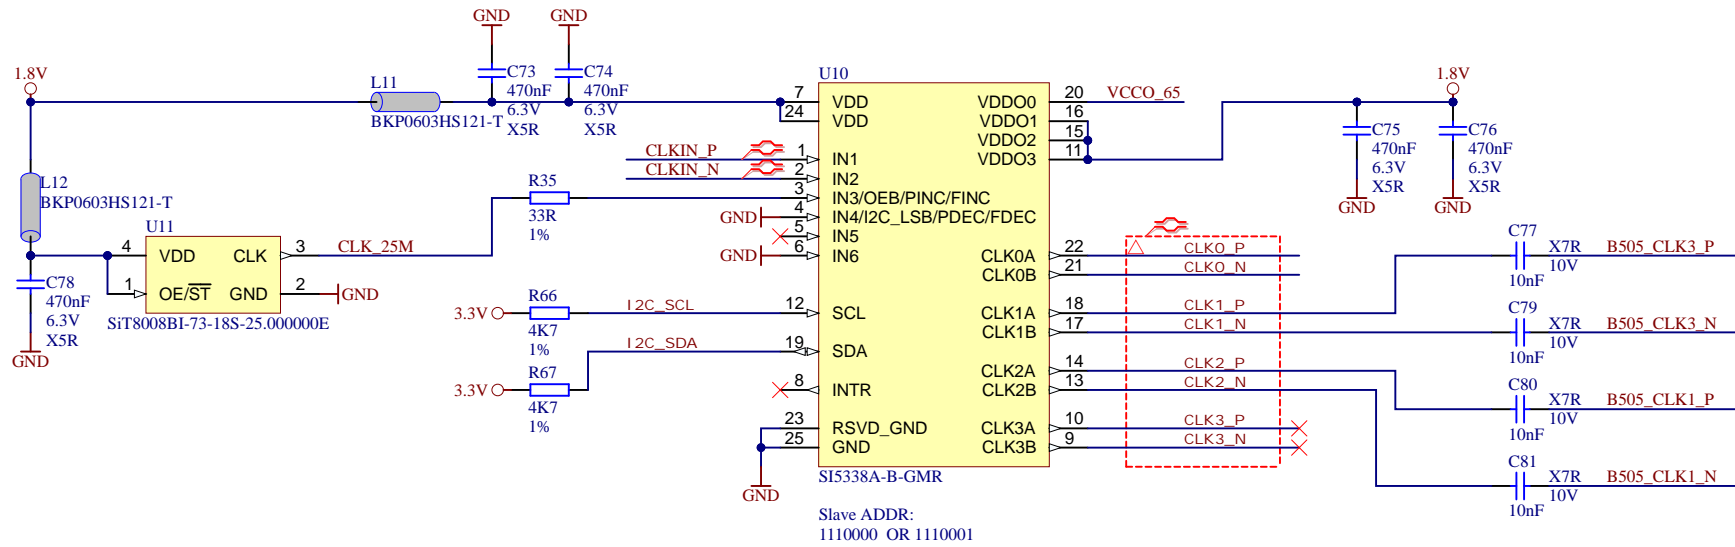 GND
GND
1.8V
L11
BKP0603HS121-T
C73
470nF
6.3V
X5R
C74
470nF
6.3V
X5R
L12
BKP0603HS121-T
U11
4
VDD
CLK
3
1
OE/ST
GND
2
SiT8008BI-73-18S-25.000000E
CLK_25M
GND
C78
470nF
6.3V
X5R
GND
R35
33R
1%
3.3V
R66
4K7
1%
I2C_SCL
3.3V
R67
4K7
1%
I2C_SDA
CLKIN_P
CLKIN_N
GND
GND
U10
7
VDD
24
VDD
1
IN1
2
IN2
3
IN3/OEB/PINC/FINC
4
IN4/I2C_LSB/PDEC/FDEC
5
IN5
6
IN6
12
SCL
19
SDA
8
INTR
23
RSVD_GND
25
GND
GND
VDDO0
20
VDDO1
16
VDDO2
15
VDDO3
11
CLK0A
22
CLK0B
21
CLK1A
18
CLK1B
17
CLK2A
14
CLK2B
13
CLK3A
10
CLK3B
9
SI5338A-B-GMR
Slave ADDR:
1110000 OR 1110001
VCCO_65
1.8V
C75
470nF
6.3V
X5R
GND
C76
470nF
6.3V
X5R
GND
CLK0_P
CLK0_N
CLK1_P
CLK1_N
CLK2_P
CLK2_N
CLK3_P
CLK3_N
C77
10nF
X7R
10V
B505_CLK3_P
C79
10nF
X7R
10V
B505_CLK3_N
C80
10nF
X7R
10V
B505_CLK1_P
C81
10nF
X7R
10V
B505_CLK1_N